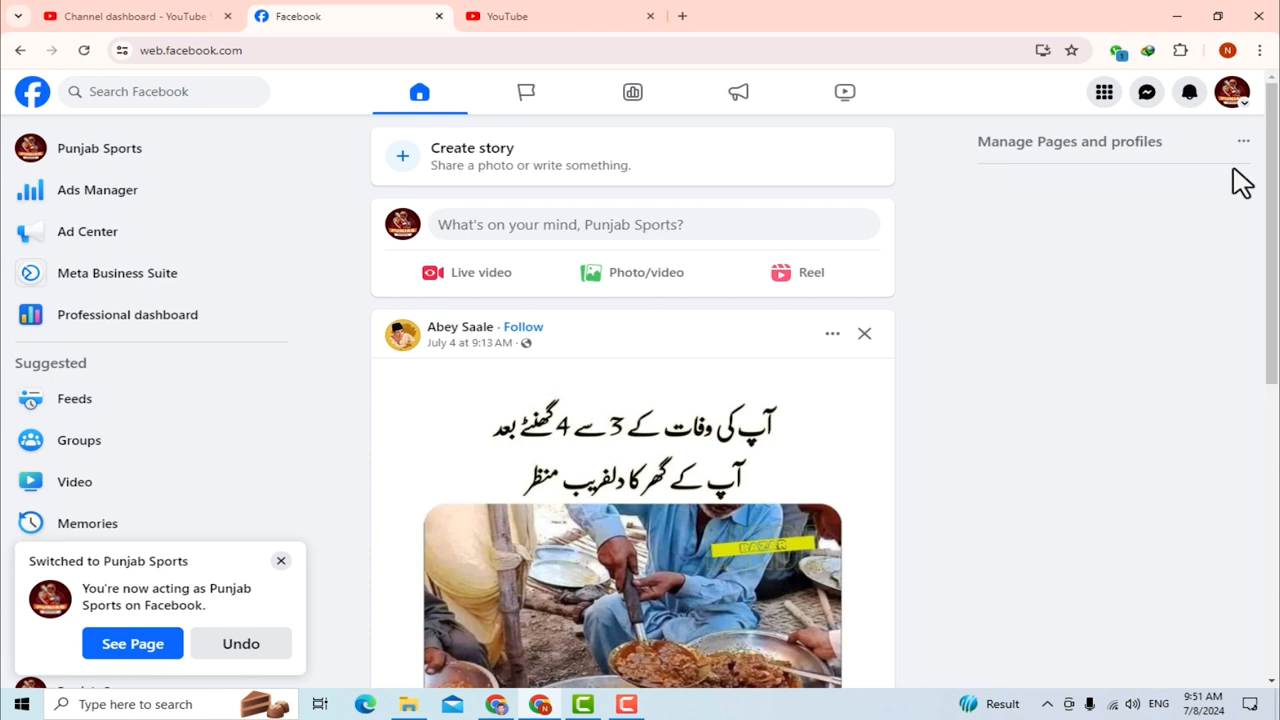 Channel dashboard - YouTube S
Facebook
YouTube
web.facebook.com
1
N
Search Facebook
Punjab Sports
Ads Manager
Ad Center
Meta Business Suite
Professional dashboard
Suggested
Feeds
Groups
Video
Memories
Create story
Share a photo or write something.
What's on your mind, Punjab Sports?
Live video
Photo/video
Reel
Abey Saale · Follow
July 4 at 9:13 AM ·
آپ کی وفات کے 3 سے 4 گھنٹے بعد
آپ کے گھر کا دلفریب منظر
BAZAR
Manage Pages and profiles
Switched to Punjab Sports
You're now acting as Punjab
Sports on Facebook.
See Page
Undo
Type here to search
N
Result
ENG
9:51 AM
7/8/2024